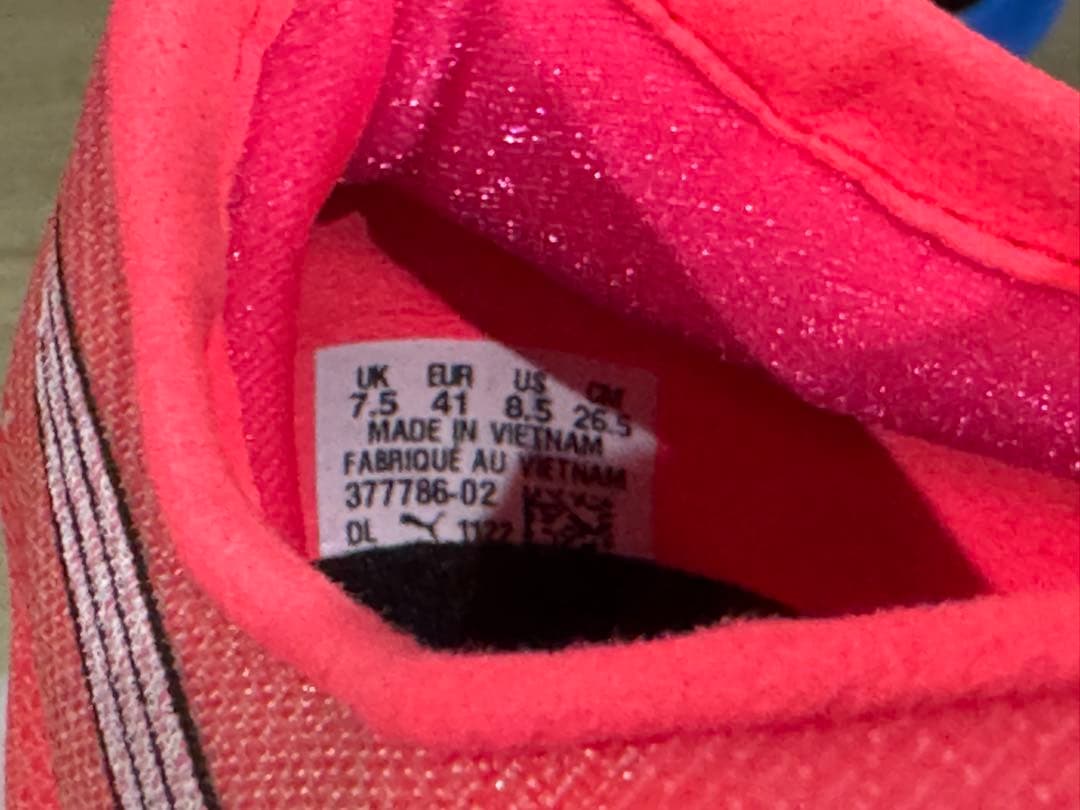 UK EUR US CM
7.5 41 8.5 26.5
MADE IN VIETNAM
FABRIQUÉ AU VIETNAM
377786-02
DL 1122